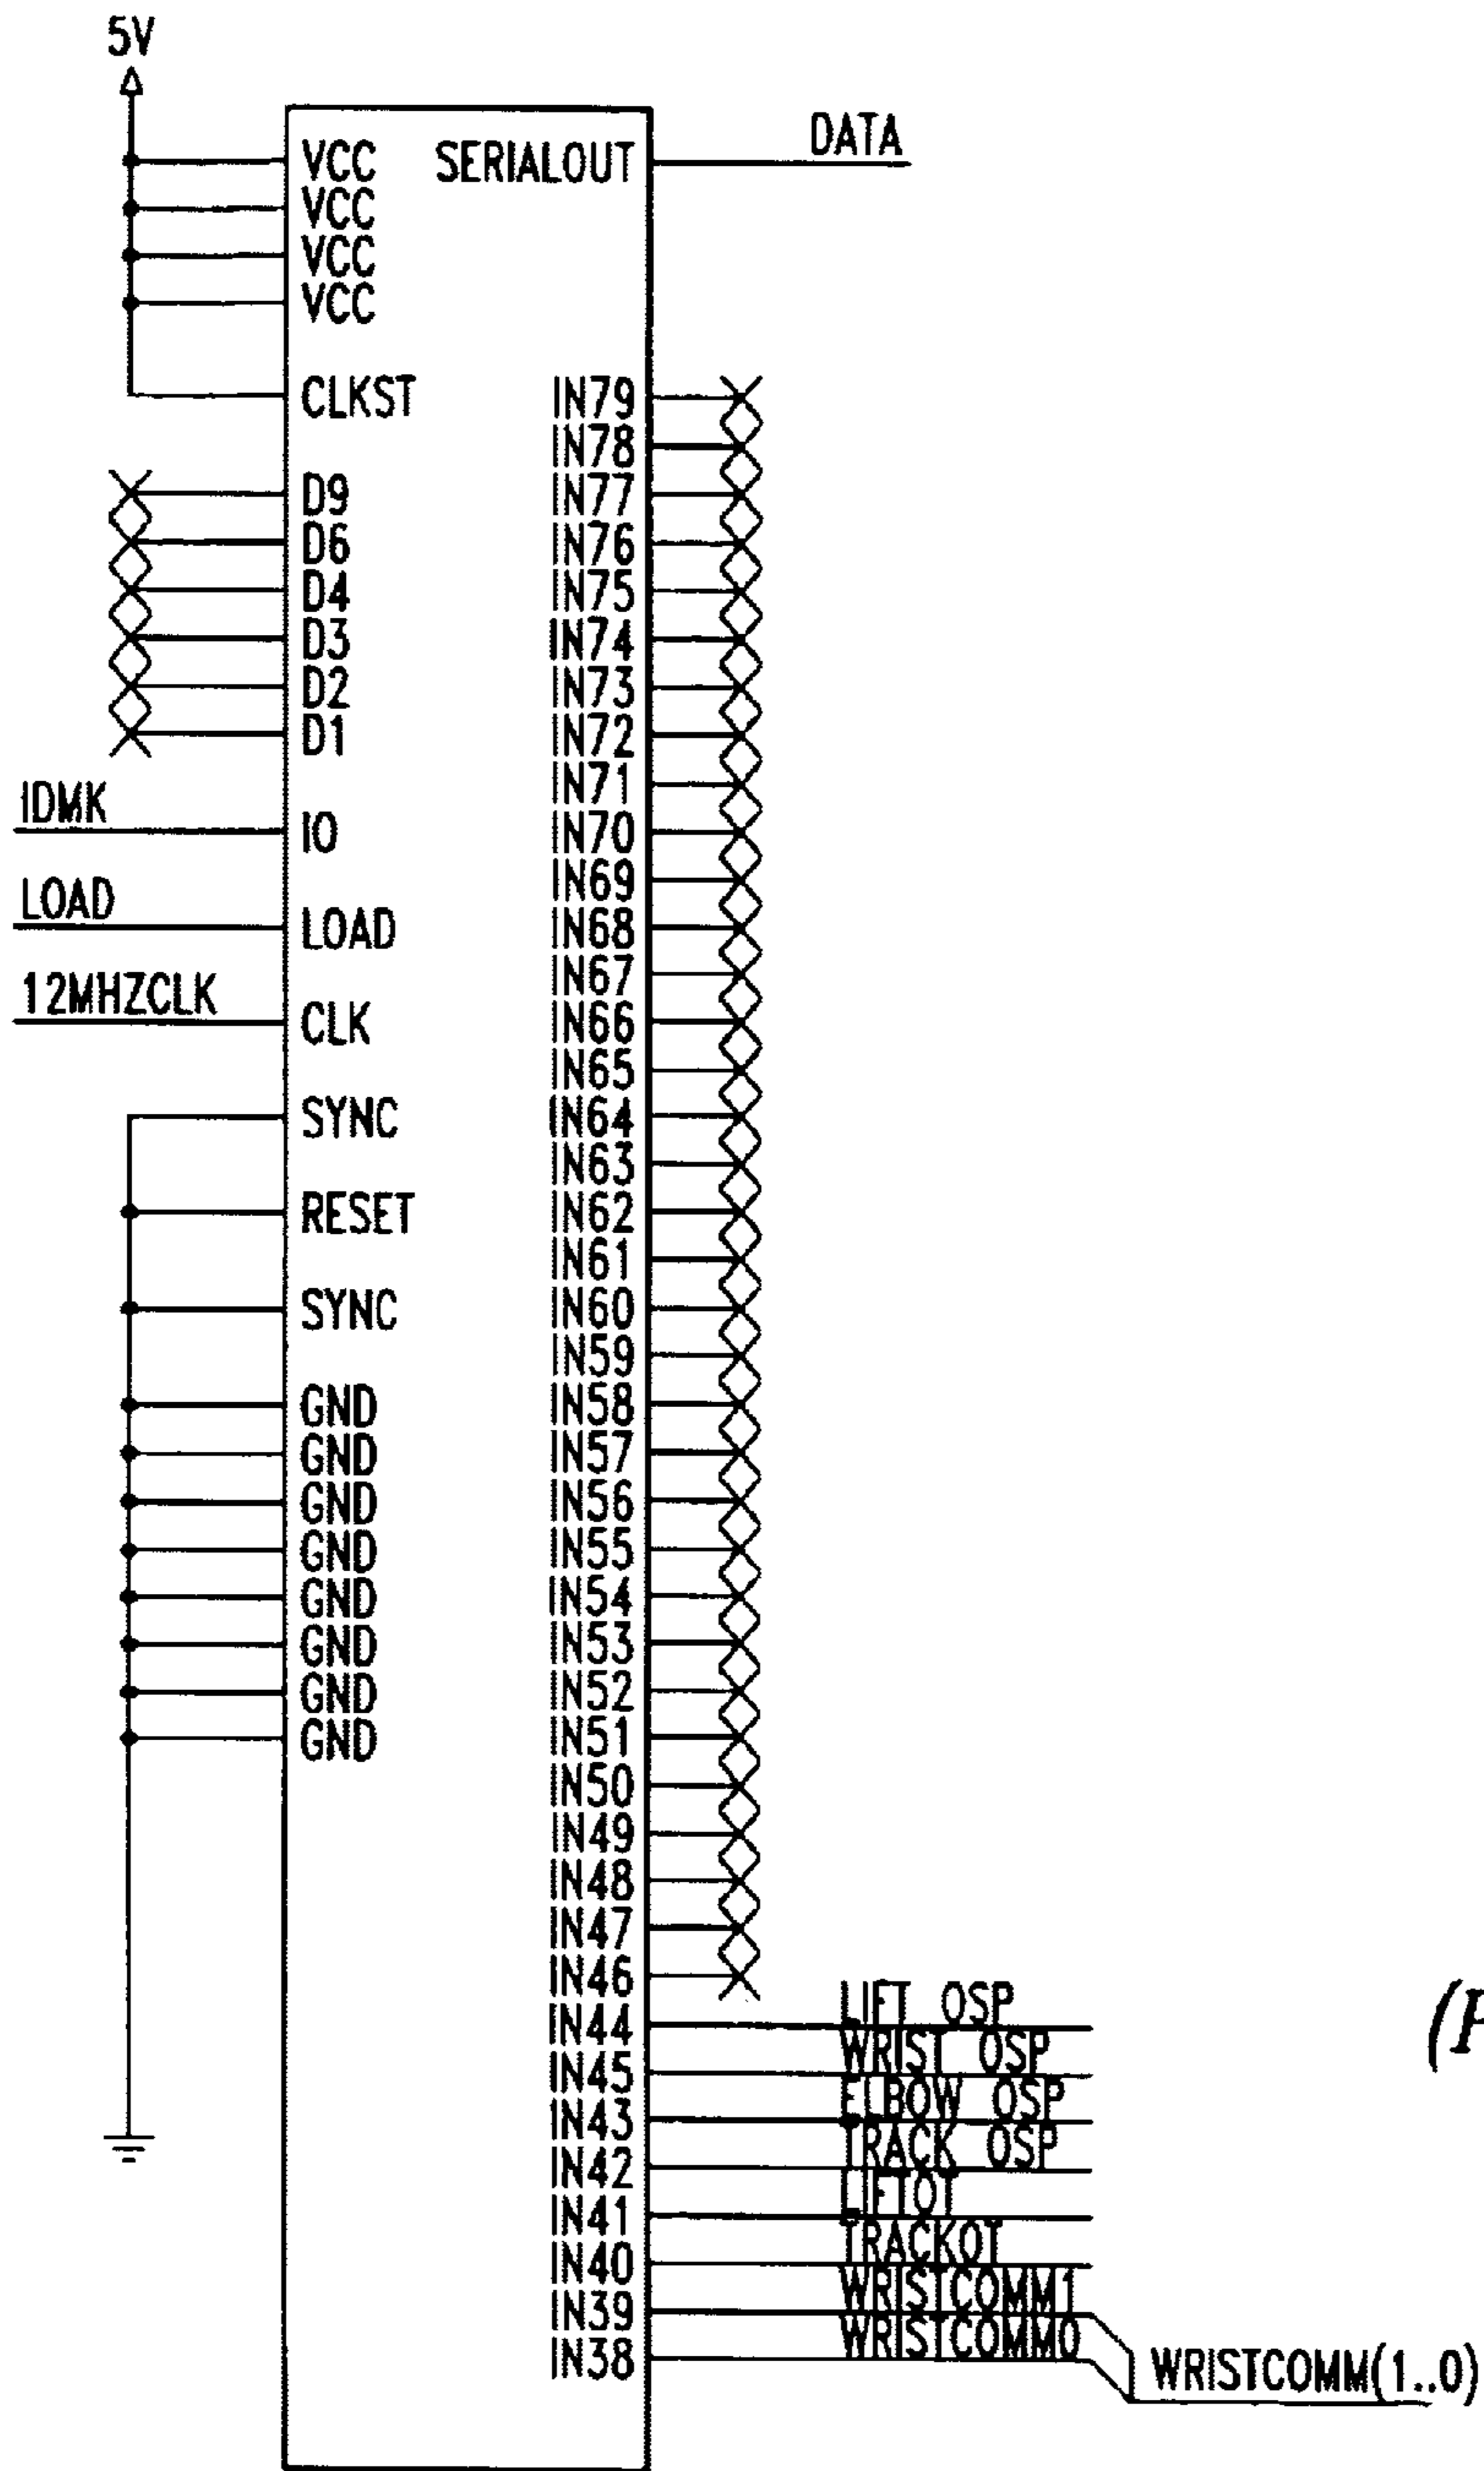 5V
DATA
VCC
SERIALOUT
VCC
VCC
VCC
CLKST
IN79
IN78
D9
IN77
D6
IN76
D4
IN75
D3
IN74
D2
IN73
D1
IN72
IN71
IDMK
IO
IN70
IN69
LOAD
LOAD
IN68
IN67
12MHZCLK
CLK
IN66
IN65
SYNC
IN64
IN63
RESET
IN62
IN61
SYNC
IN60
IN59
GND
IN58
GND
IN57
GND
IN56
GND
IN55
GND
IN54
GND
IN53
GND
IN52
GND
IN51
IN50
IN49
IN48
IN47
IN46
IN44 LIFT OSP
IN45 WRIST OSP
IN43 ELBOW OSP
IN42 TRACK OSP
IN41 LIFTOT
IN40 TRACKOT
IN39 WRISTCOMM1
IN38 WRISTCOMM0
WRISTCOMM(1..0)